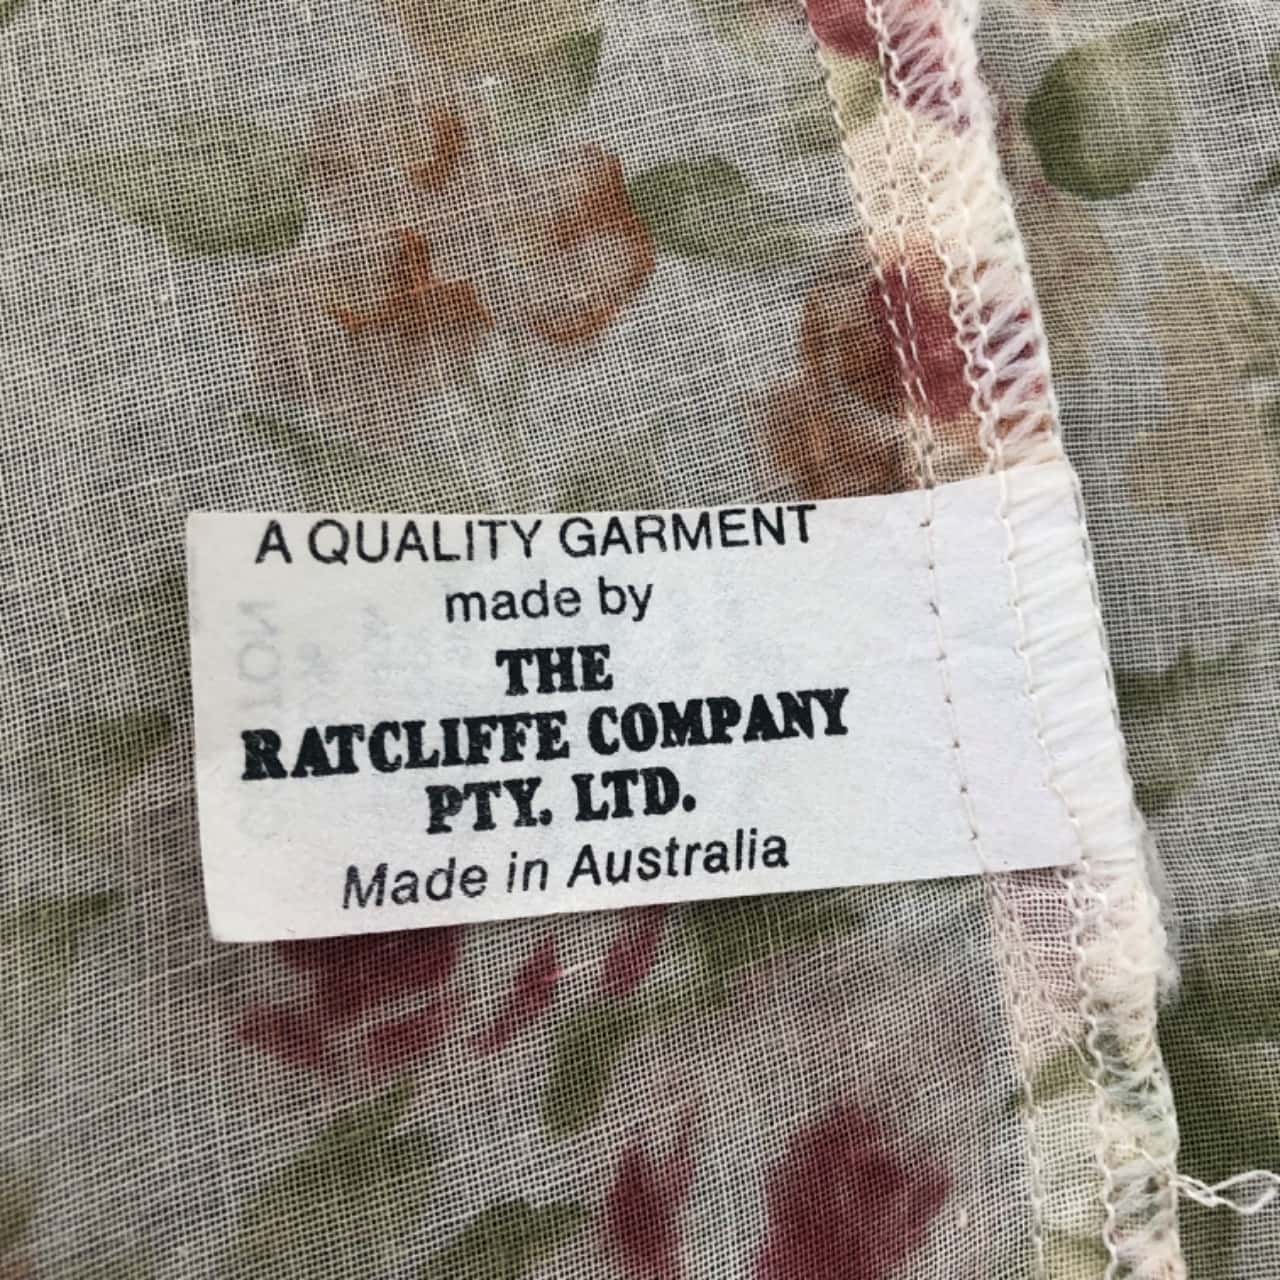 A QUALITY GARMENT
made by
THE
RATCLIFFE COMPANY
PTY. LTD.
Made in Australia